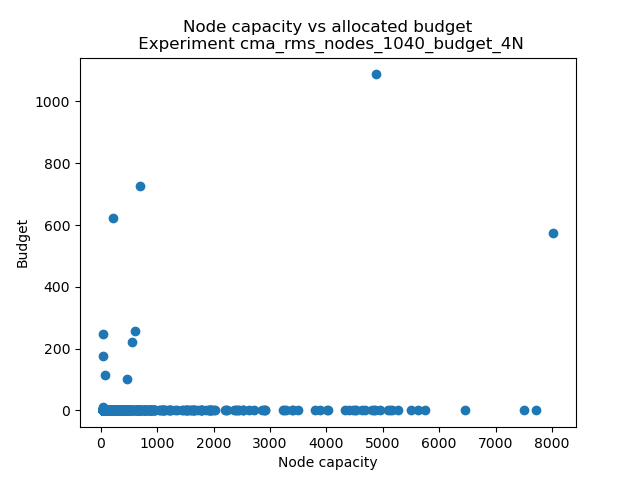 Node capacity vs allocated budget
Experiment cma_rms_nodes_1040_budget_4N
1000
800
600
400
200
0
Budget
0 1000 2000 3000 4000 5000 6000 7000 8000
Node capacity